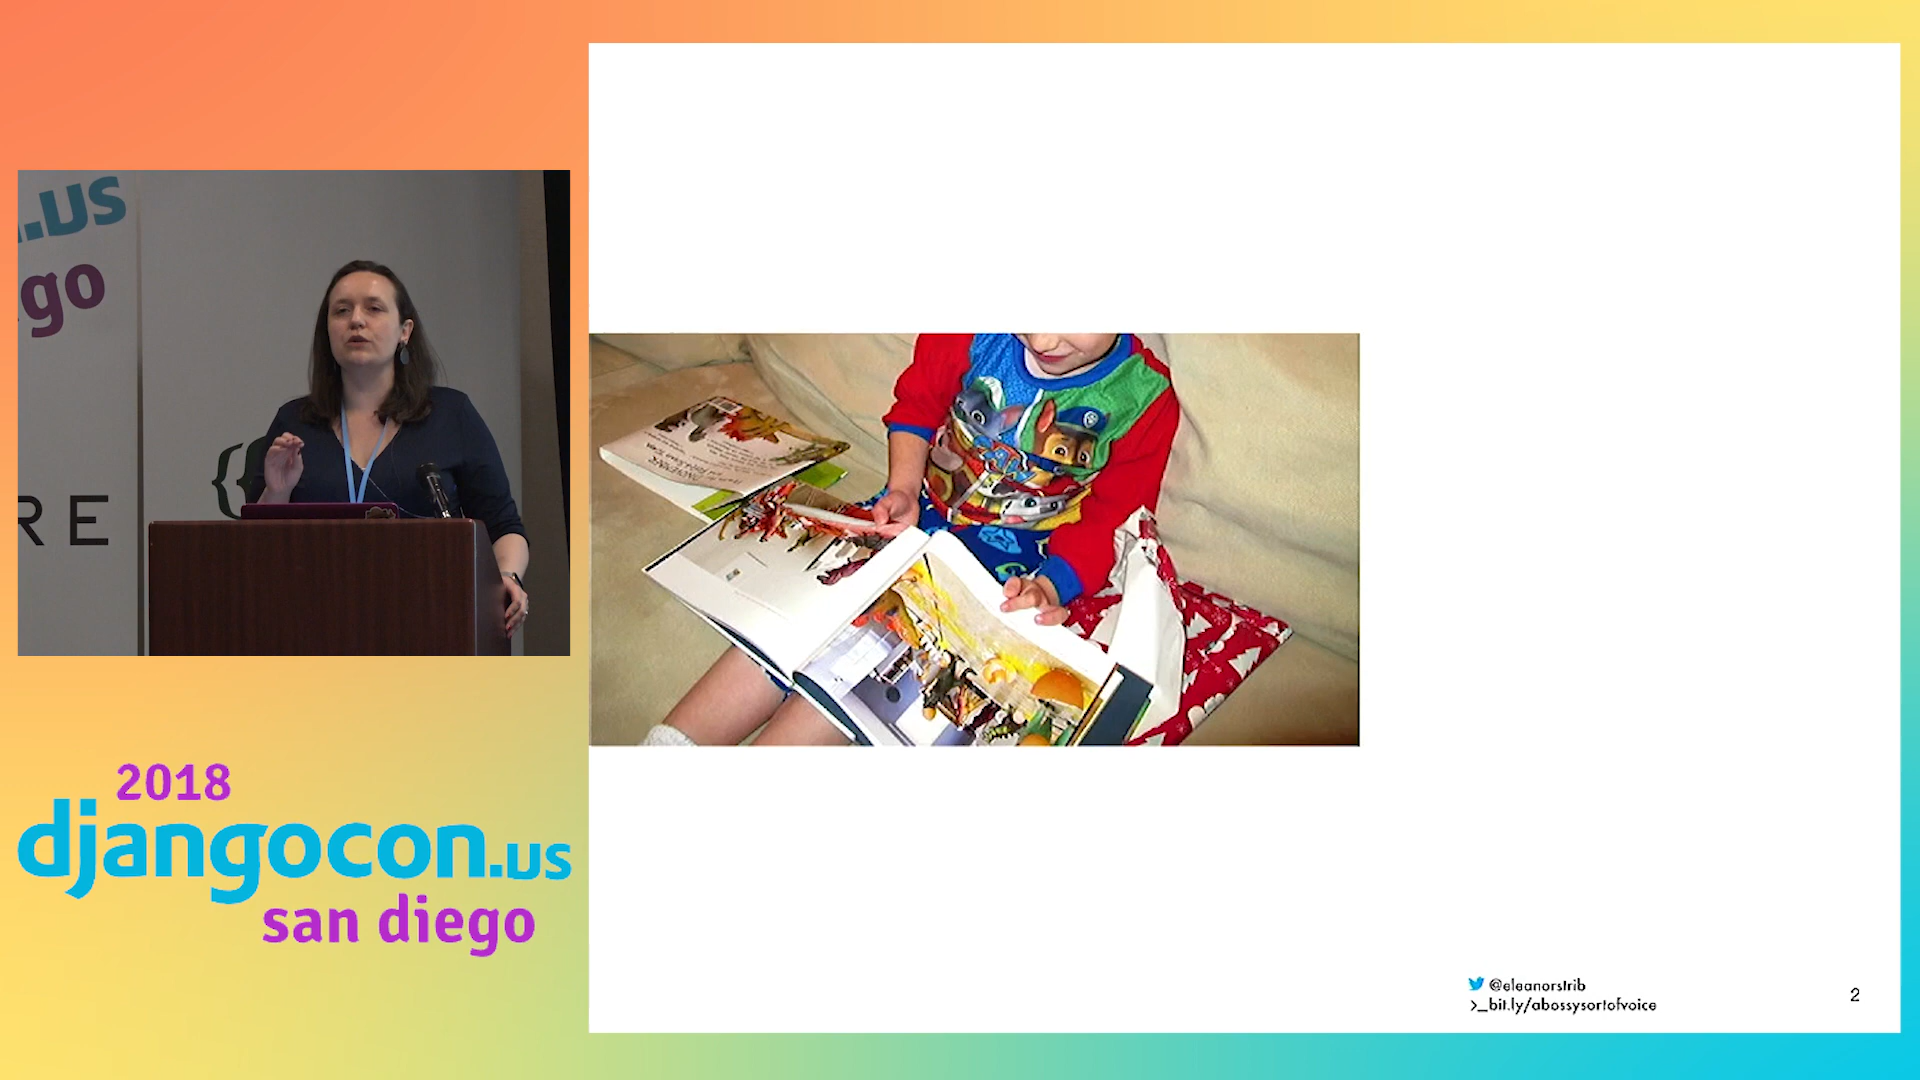 .us
go
RE
{{
2018
djangocon.us
san diego
@eleanorstrib
>_bit.ly/abossysortofvoice
2